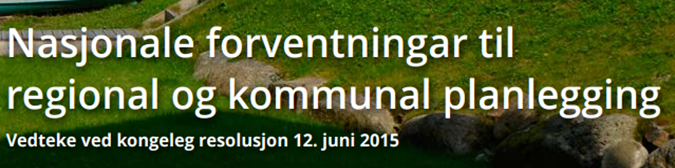 Nasjonale forventningar til
regional og kommunal planlegging
Vedteke ved kongeleg resolusjon 12. juni 2015